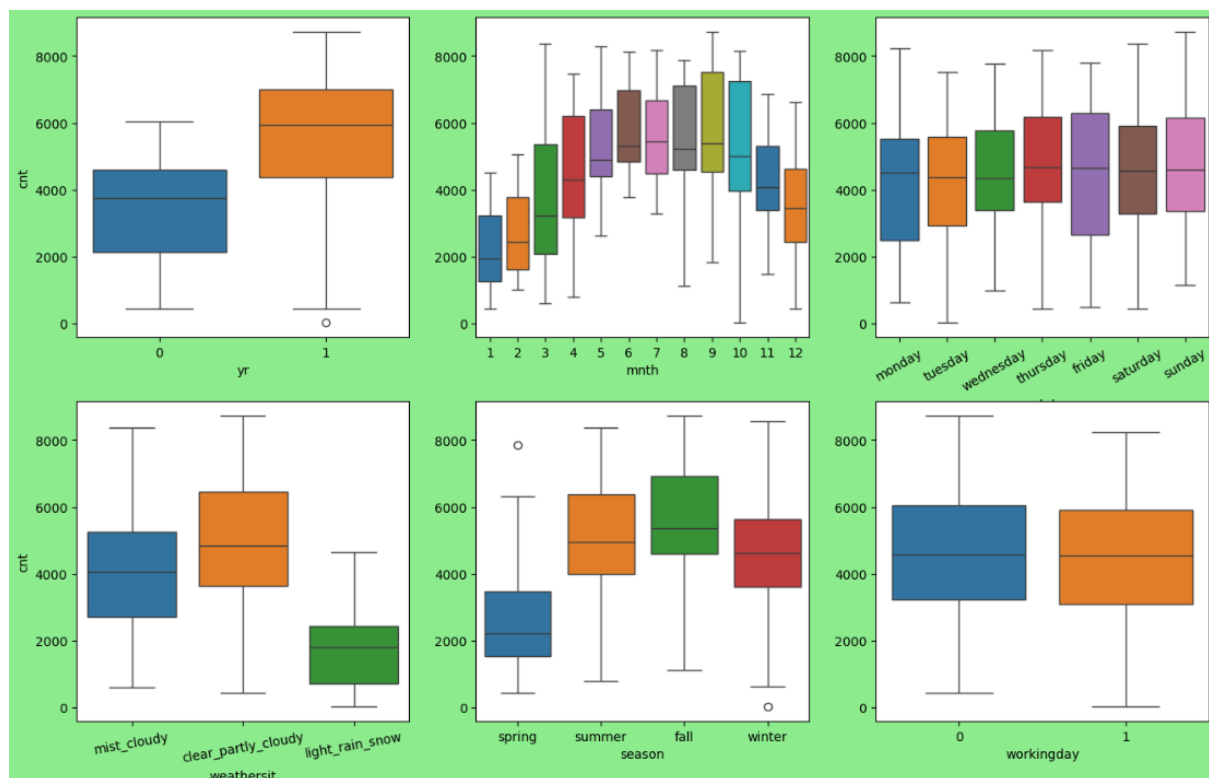 cnt
8000
6000
4000
2000
0
0 1
yr
8000
6000
4000
2000
0
1 2 3 4 5 6 7 8 9 10 11 12
mnth
8000
6000
4000
2000
0
monday tuesday wednesday thursday friday saturday sunday
cnt
8000
6000
4000
2000
0
mist_cloudy clear_partly_cloudy light_rain_snow
weathersit
8000
6000
4000
2000
0
spring summer fall winter
season
8000
6000
4000
2000
0
0 1
workingday